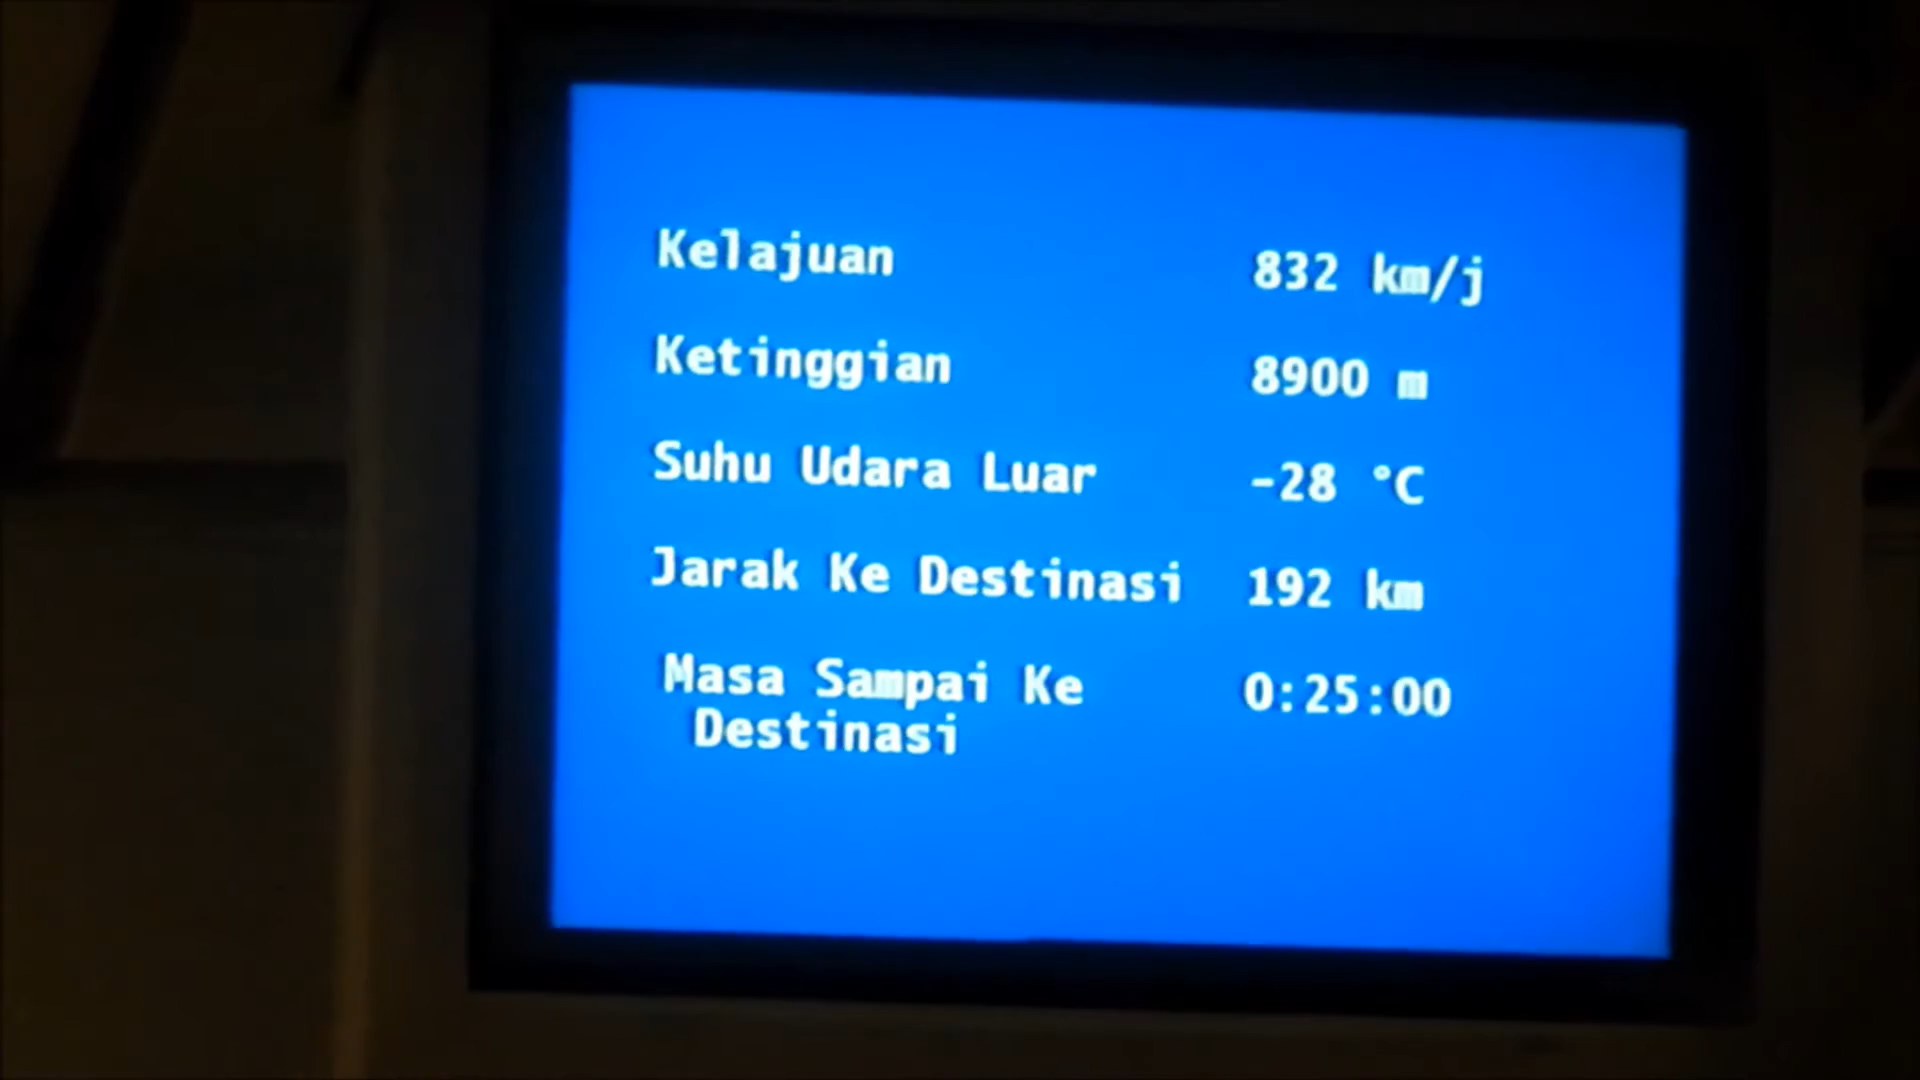 Kelajuan 832 km/j
Ketinggian 8900 m
Suhu Udara Luar -28 °C
Jarak Ke Destinasi 192 km
Masa Sampai Ke 0:25:00
Destinasi